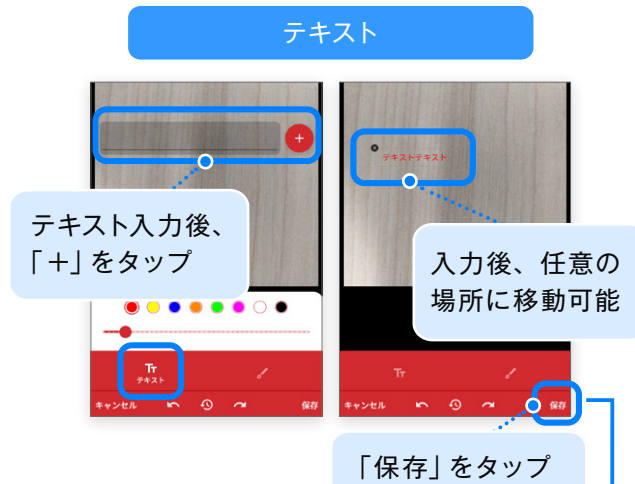 テキスト
+
テキスト入力後、
「＋」をタップ
TT
テキスト
キャンセル
保存
テキストテキスト
入力後、任意の
場所に移動可能
TT
キャンセル
保存
「保存」をタップ